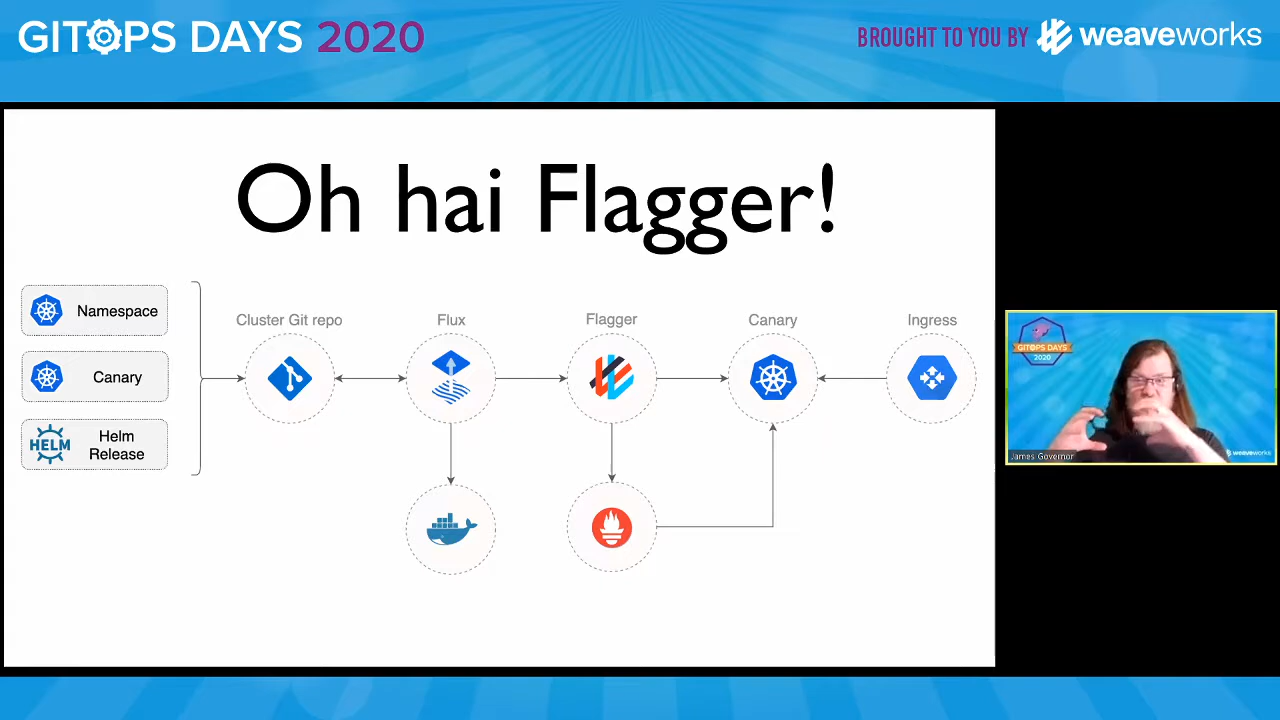 GITOPS DAYS 2020
BROUGHT TO YOU BY weaveworks
Oh hai Flagger!
Namespace
Canary
HELM
Helm
Release
Cluster Git repo
Flux
Flagger
Canary
Ingress
GITOPS DAYS
2020
James Governor
weaveworks